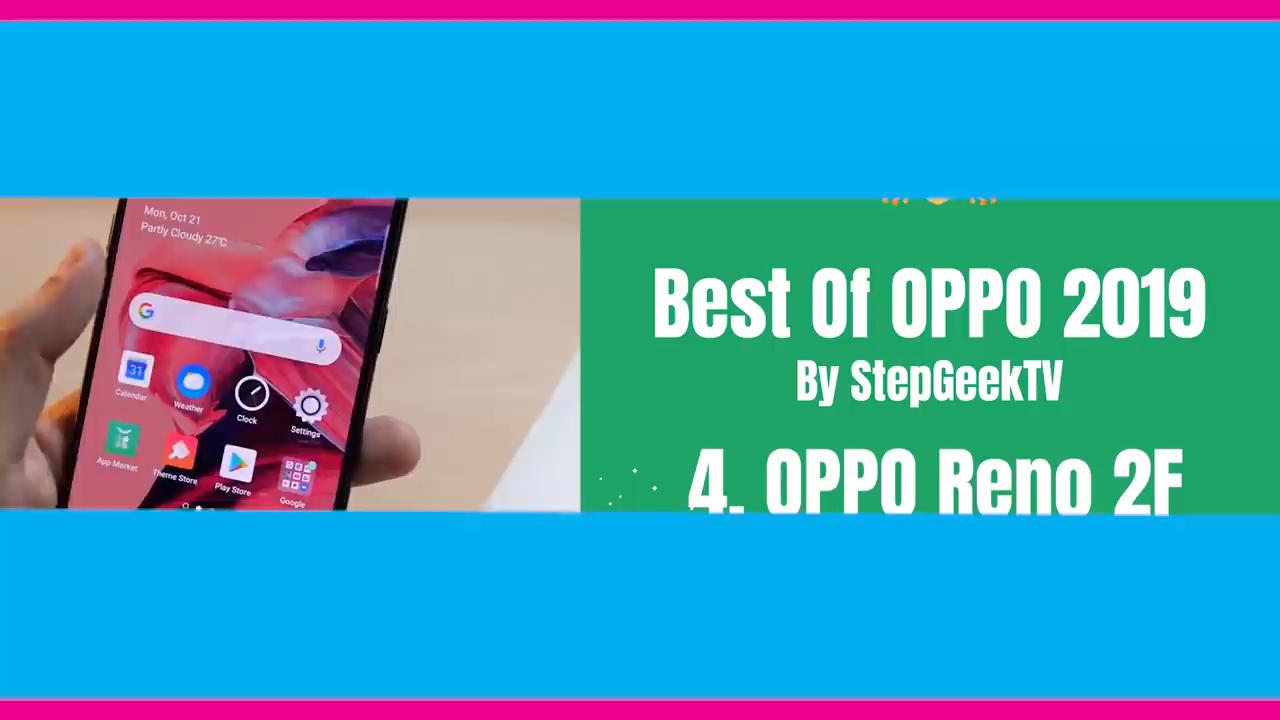 Mon, Oct 21
Partly Cloudy 27℃
31
Calendar
Weather
Clock
Settings
App Market
Theme Store
Play Store
Google
Best Of OPPO 2019
By StepGeekTV
4. OPPO Reno 2F